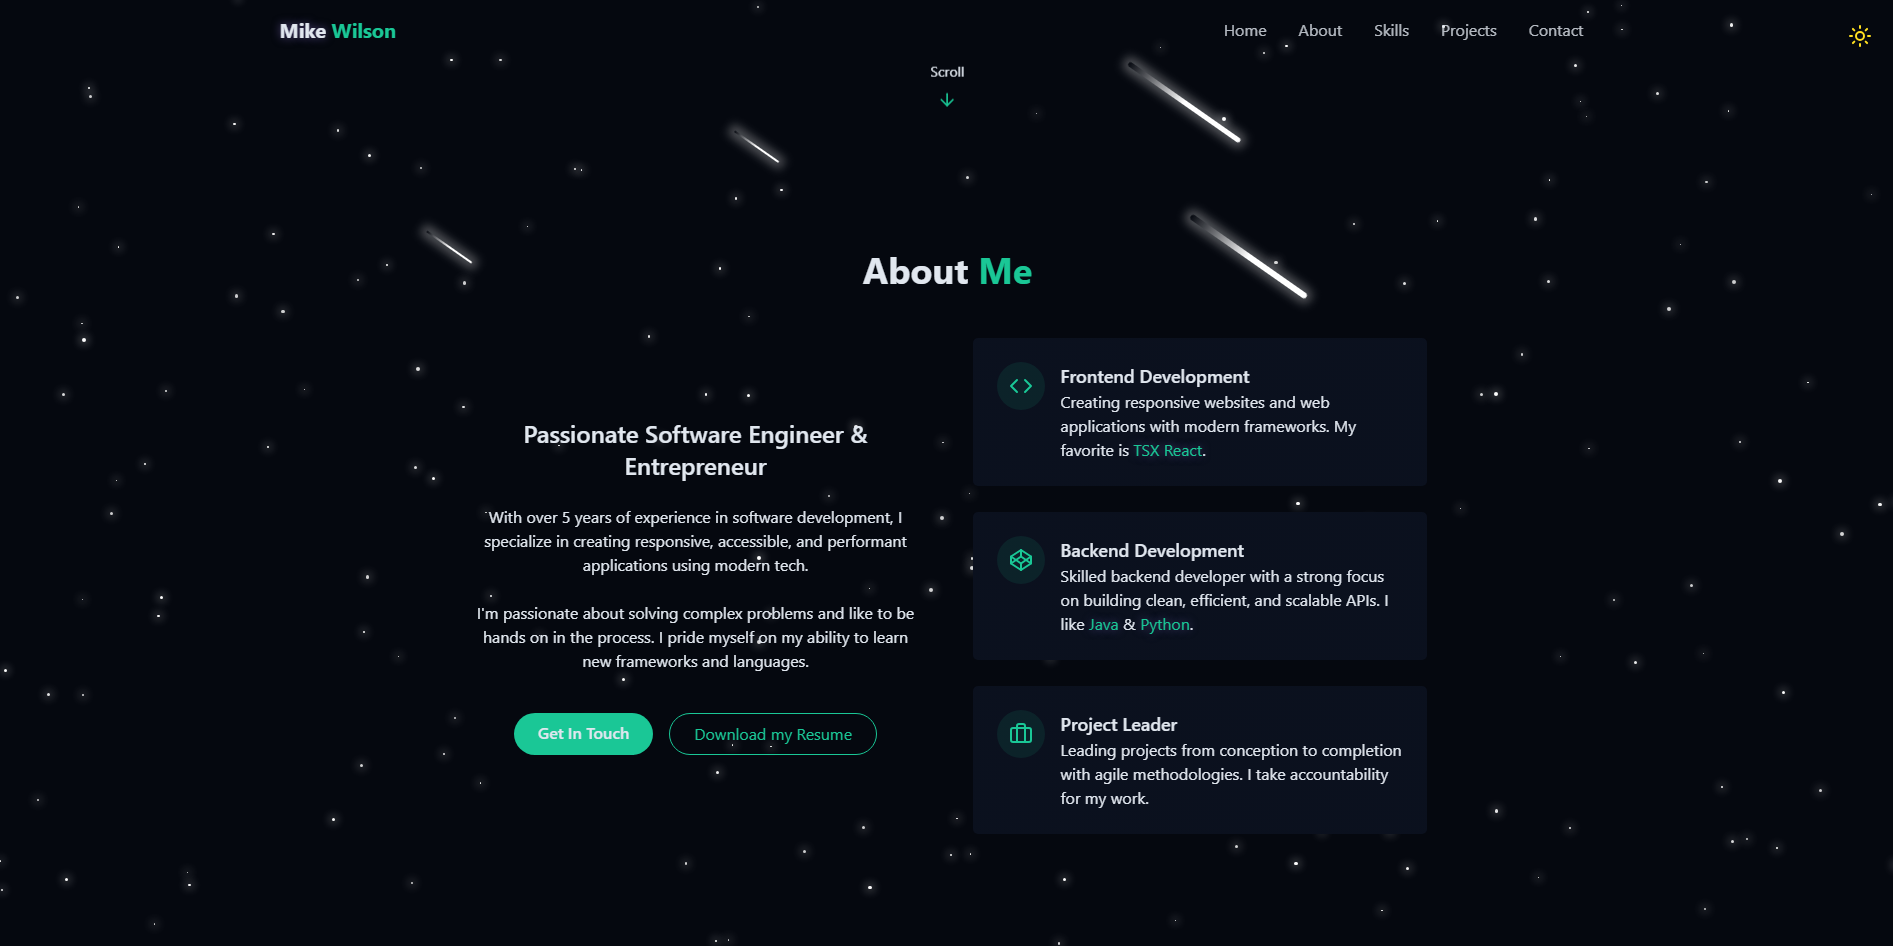 Mike Wilson
Home About Skills Projects Contact
Scroll
About Me
Passionate Software Engineer &
Entrepreneur
With over 5 years of experience in software development, I
specialize in creating responsive, accessible, and performant
applications using modern tech.
I'm passionate about solving complex problems and like to be
hands on in the process. I pride myself on my ability to learn
new frameworks and languages.
Get In Touch
Download my Resume
Frontend Development
Creating responsive websites and web
applications with modern frameworks. My
favorite is TSX React.
Backend Development
Skilled backend developer with a strong focus
on building clean, efficient, and scalable APIs. I
like Java & Python.
Project Leader
Leading projects from conception to completion
with agile methodologies. I take accountability
for my work.